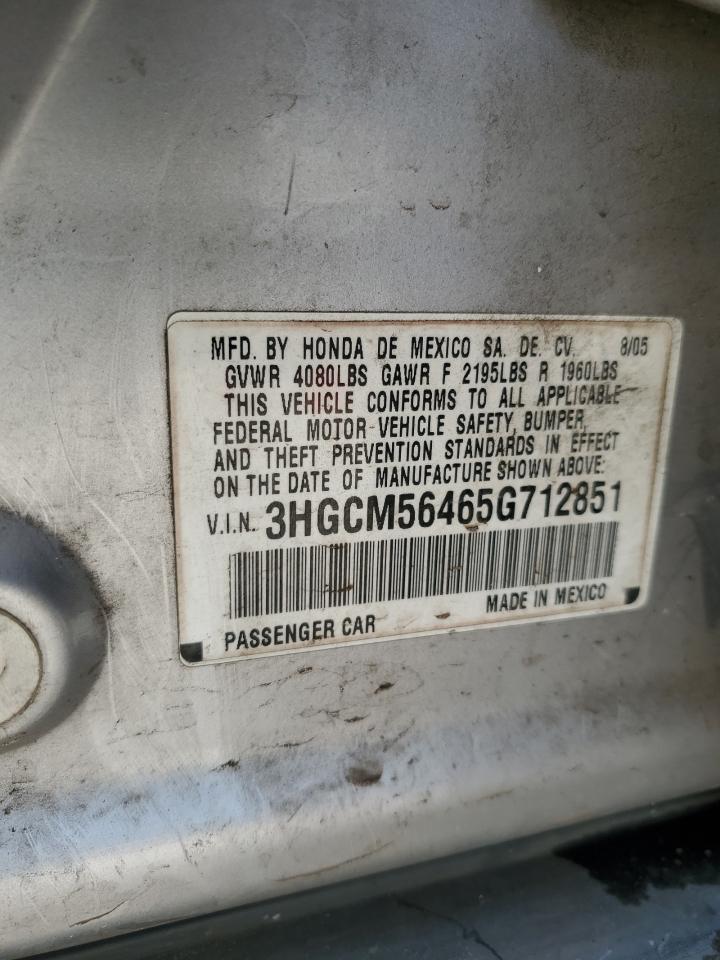 MFD. BY HONDA DE MEXICO SA. DE. CV. 8/05
GVWR 4080LBS GAWR F 2195LBS R 1960LBS
THIS VEHICLE CONFORMS TO ALL APPLICABLE
FEDERAL MOTOR VEHICLE SAFETY, BUMPER,
AND THEFT PREVENTION STANDARDS IN EFFECT
ON THE DATE OF MANUFACTURE SHOWN ABOVE:
V.I.N. 3HGCM56465G712851
PASSENGER CAR MADE IN MEXICO